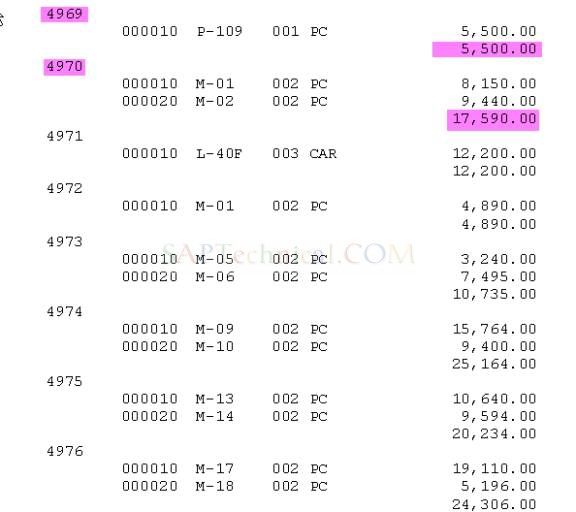 4969
000010 P-109 001 PC 5,500.00
5,500.00
4970
000010 M-01 002 PC 8,150.00
000020 M-02 002 PC 9,440.00
17,590.00
4971
000010 L-40F 003 CAR 12,200.00
12,200.00
4972
000010 M-01 002 PC 4,890.00
4,890.00
4973
SAPTechnical.COM
000010 M-05 002 PC 3,240.00
000020 M-06 002 PC 7,495.00
10,735.00
4974
000010 M-09 002 PC 15,764.00
000020 M-10 002 PC 9,400.00
25,164.00
4975
000010 M-13 002 PC 10,640.00
000020 M-14 002 PC 9,594.00
20,234.00
4976
000010 M-17 002 PC 19,110.00
000020 M-18 002 PC 5,196.00
24,306.00